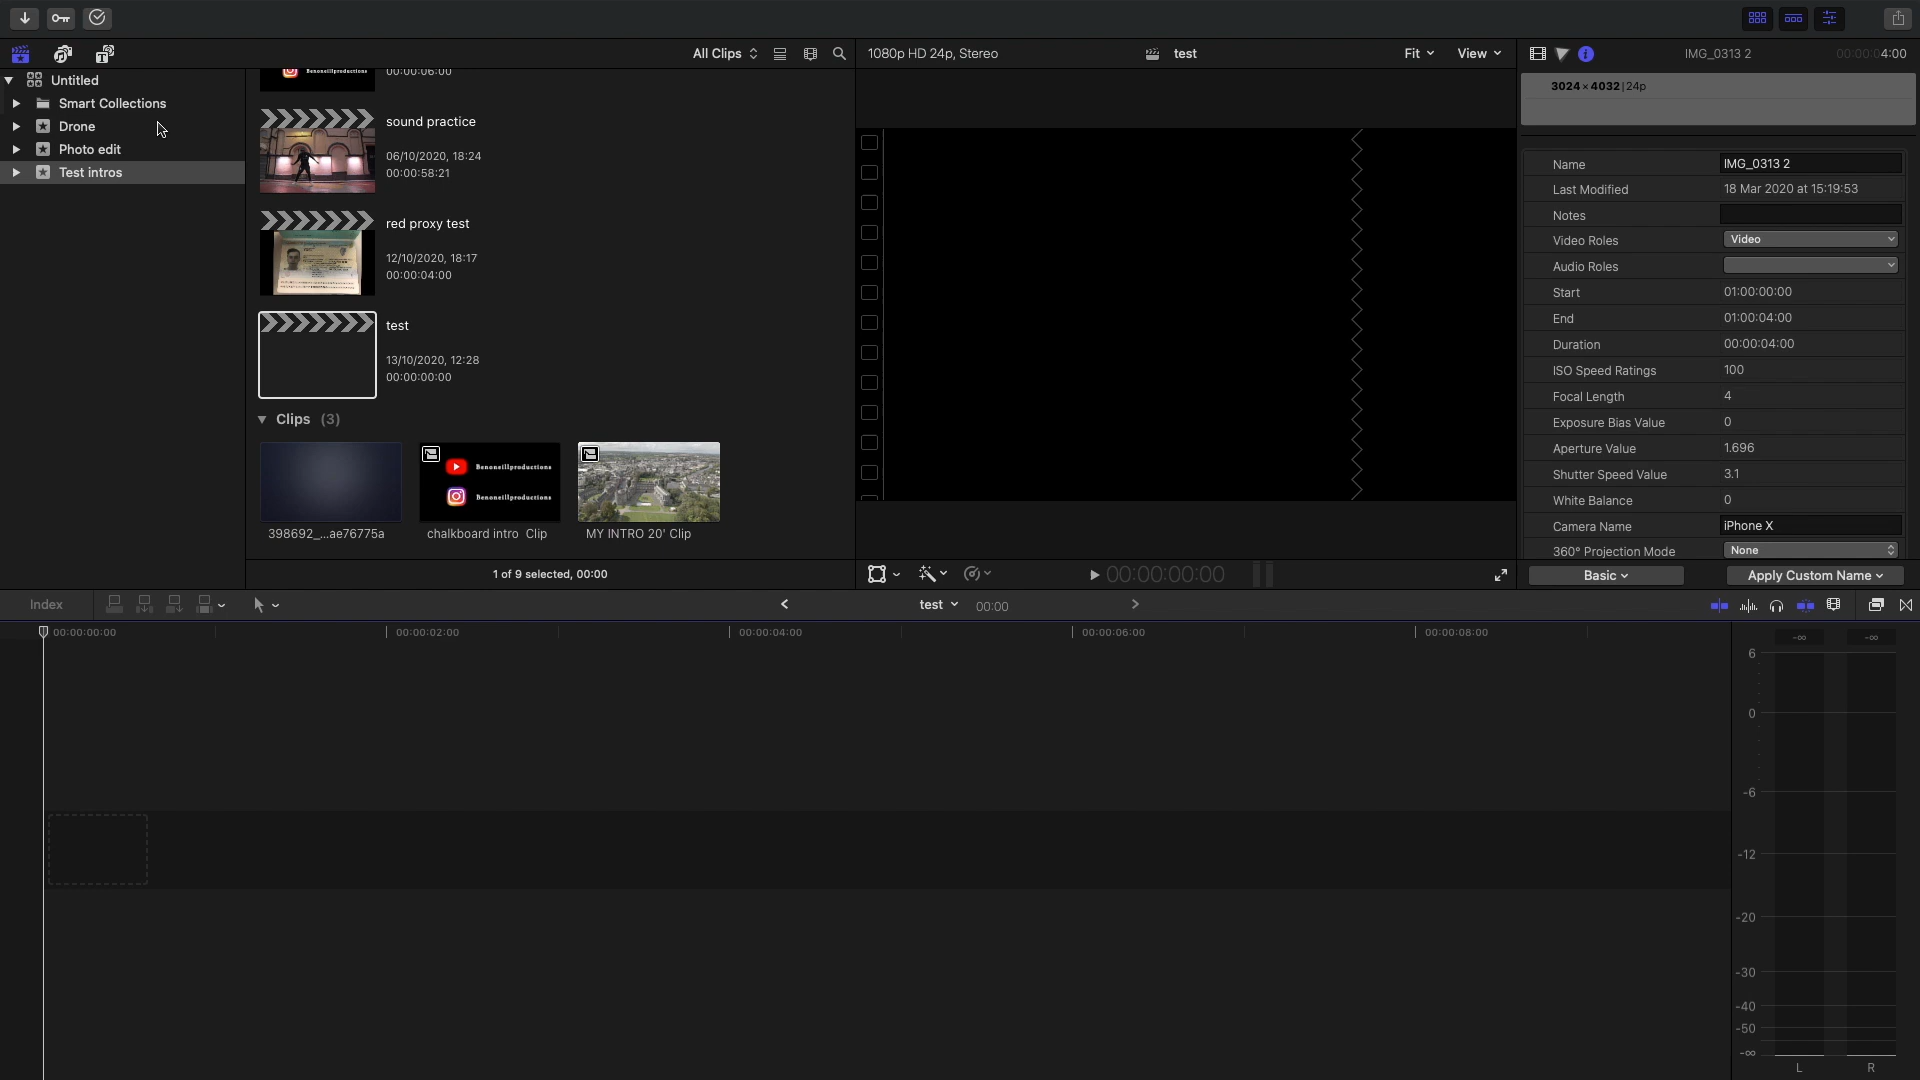 All Clips
1080p HD 24p, Stereo
test
Fit
View
IMG_0313 2
00:00:04:00
Untitled
Smart Collections
Drone
Photo edit
Test intros
00:00:06:00
Benoneillproductions
sound practice
06/10/2020, 18:24
00:00:58:21
red proxy test
12/10/2020, 18:17
00:00:04:00
test
13/10/2020, 12:28
00:00:00:00
Clips (3)
Benoneillproductions
Benoneillproductions
398692_...ae76775a
chalkboard intro Clip
MY INTRO 20' Clip
1 of 9 selected, 00:00
00:00:00:00
3024 × 4032 | 24p
Name IMG_0313 2
Last Modified 18 Mar 2020 at 15:19:53
Notes
Video Roles Video
Audio Roles
Start 01:00:00:00
End 01:00:04:00
Duration 00:00:04:00
ISO Speed Ratings 100
Focal Length 4
Exposure Bias Value 0
Aperture Value 1.696
Shutter Speed Value 3.1
White Balance 0
Camera Name iPhone X
360° Projection Mode None
Basic
Apply Custom Name
Index
test 00:00
00:00:00:00 00:00:02:00 00:00:04:00 00:00:06:00 00:00:08:00
-∞ -∞
6
0
-6
-12
-20
-30
-40
-50
-∞
L R